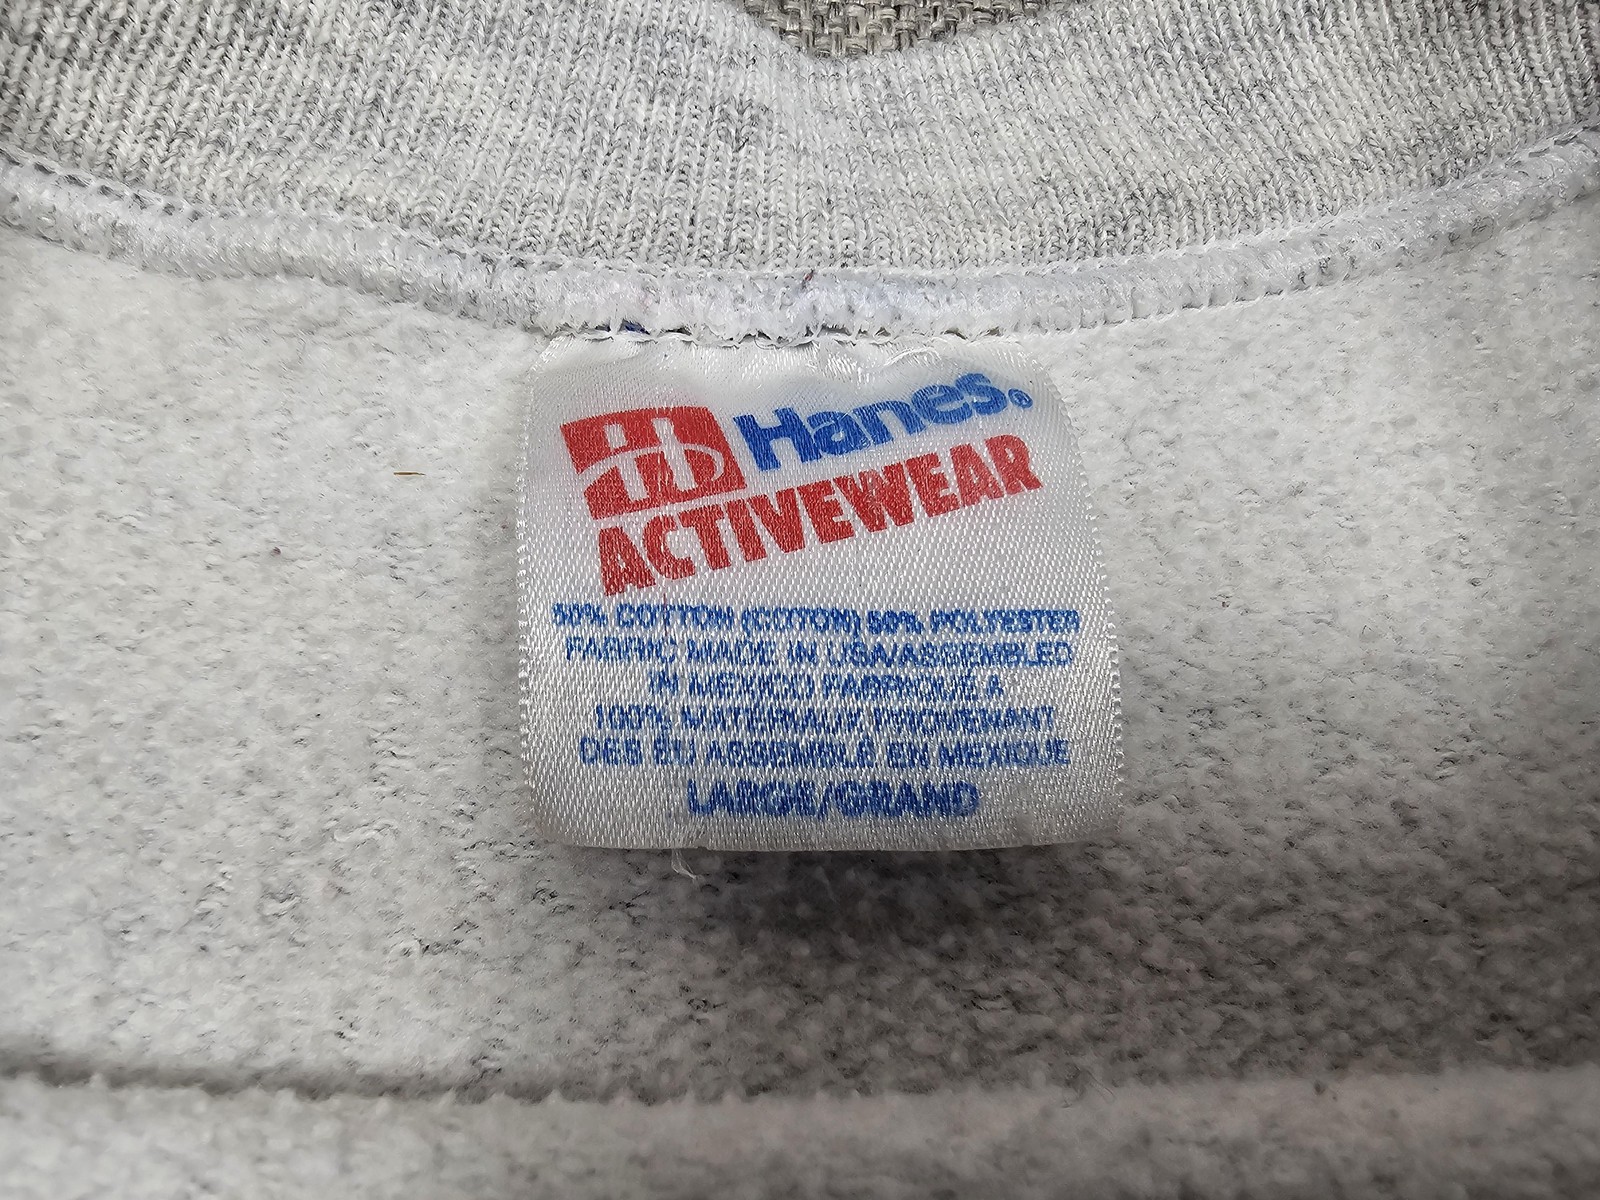 Hanes®
ACTIVEWEAR
50% COTTON (COTON) 50% POLYESTER
FABRIC MADE IN USA/ASSEMBLED
IN MEXICO FABRIQUÉ À
100% MATERIAUX PROVENANT
DES EU ASSEMBLÉ EN MEXIQUE
LARGE/GRAND